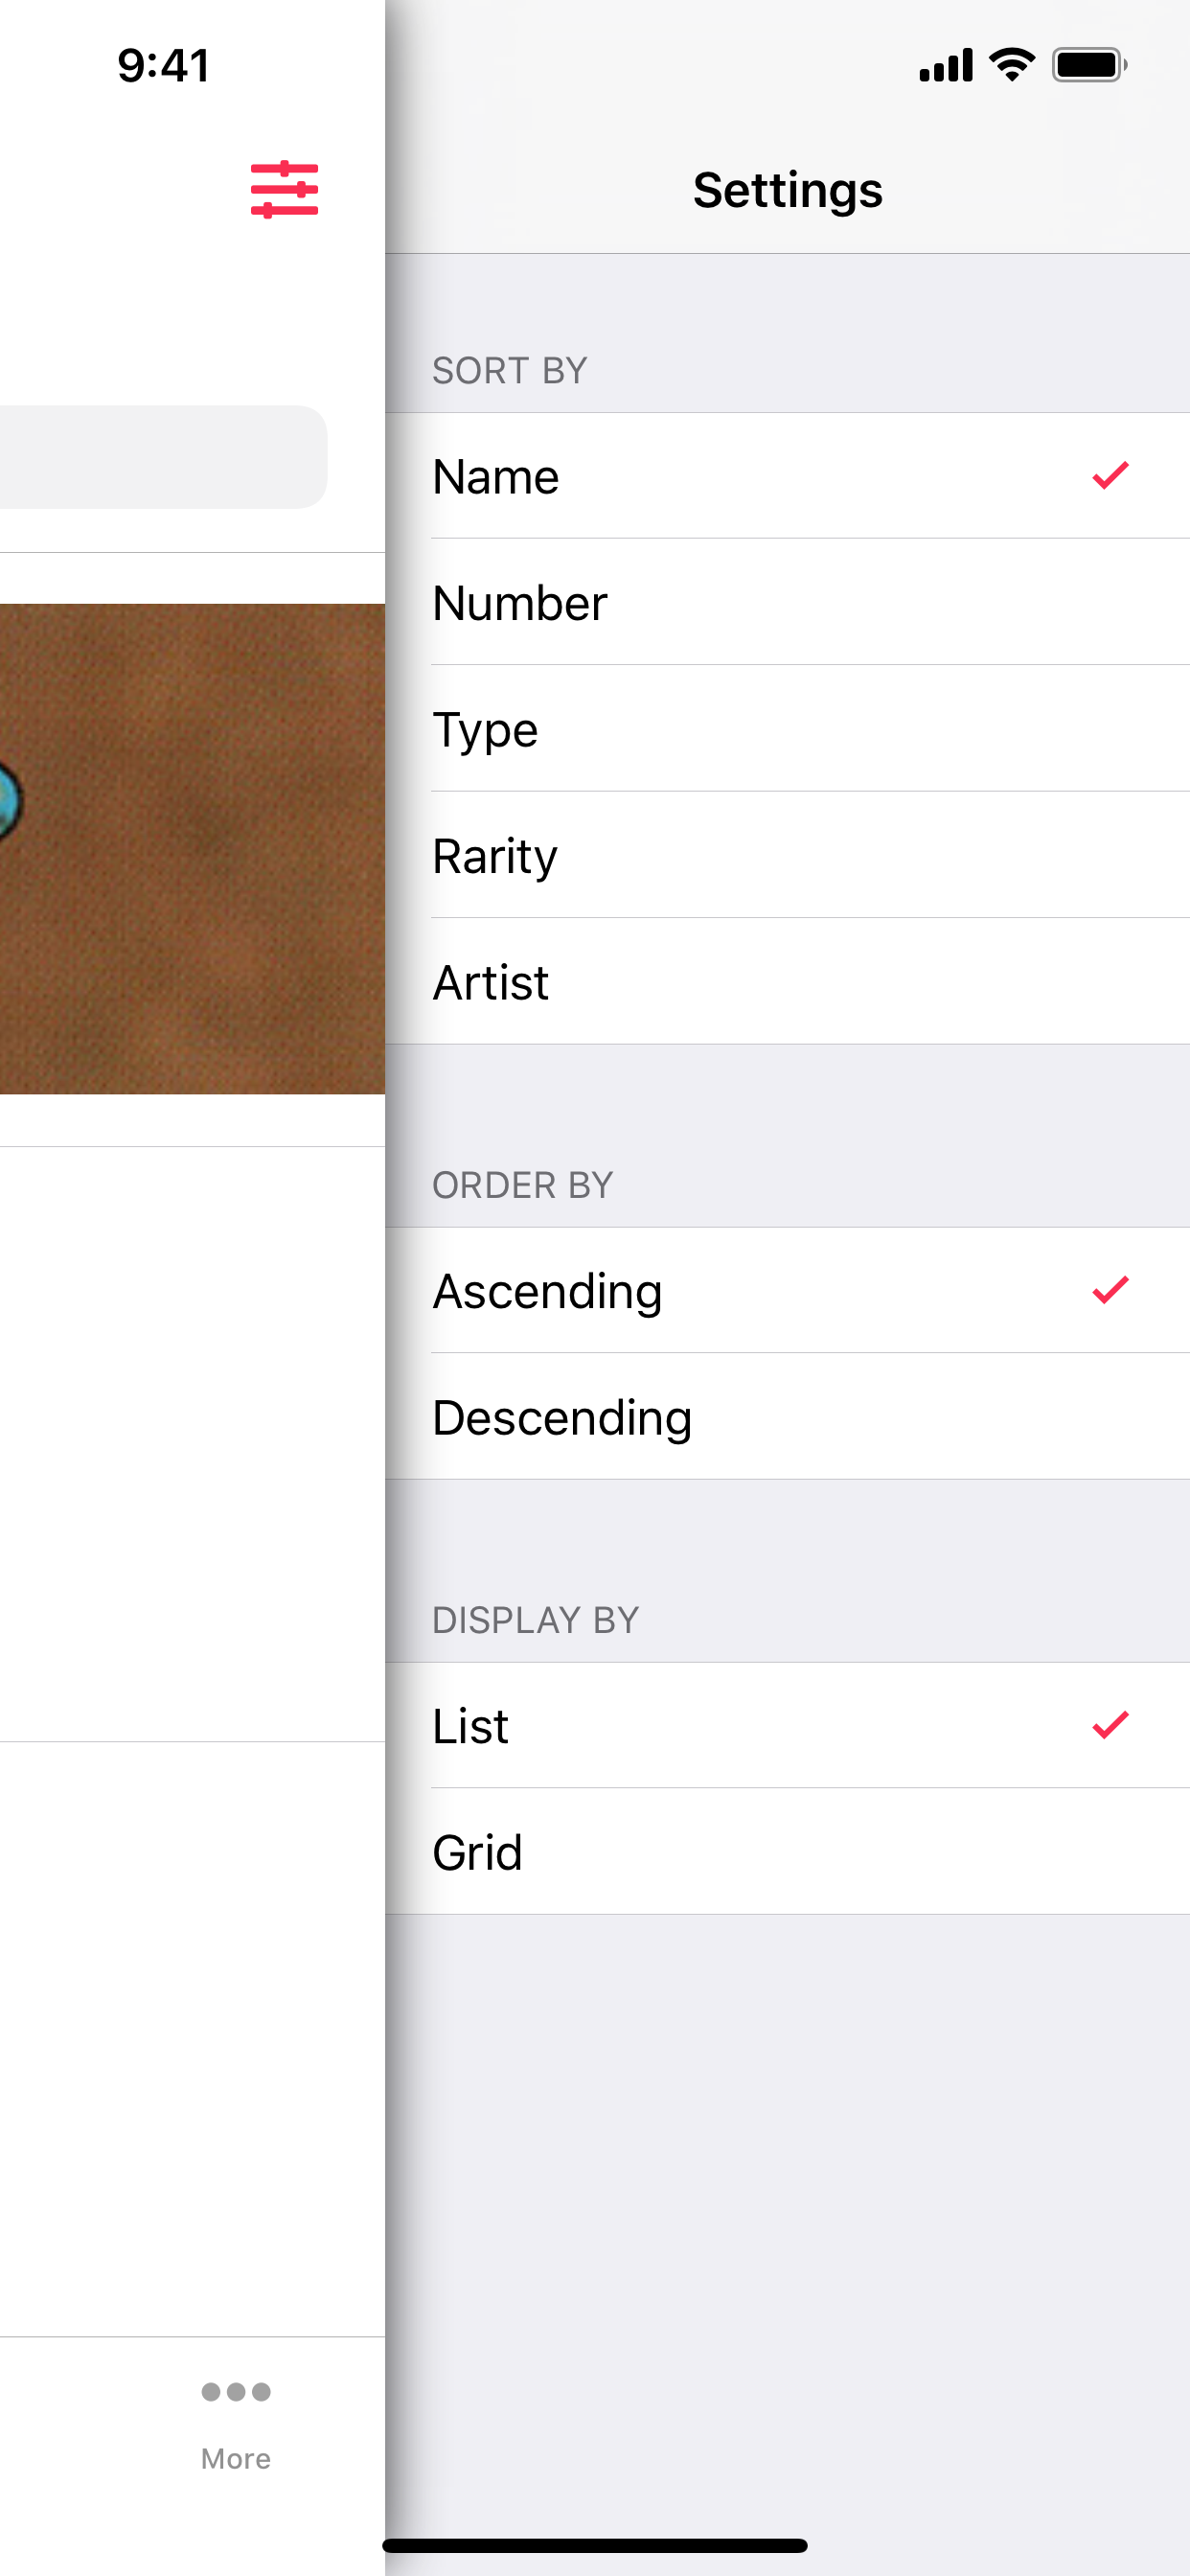 9:41
Settings
SORT BY
Name
Number
Type
Rarity
Artist
ORDER BY
Ascending
Descending
DISPLAY BY
List
Grid
More